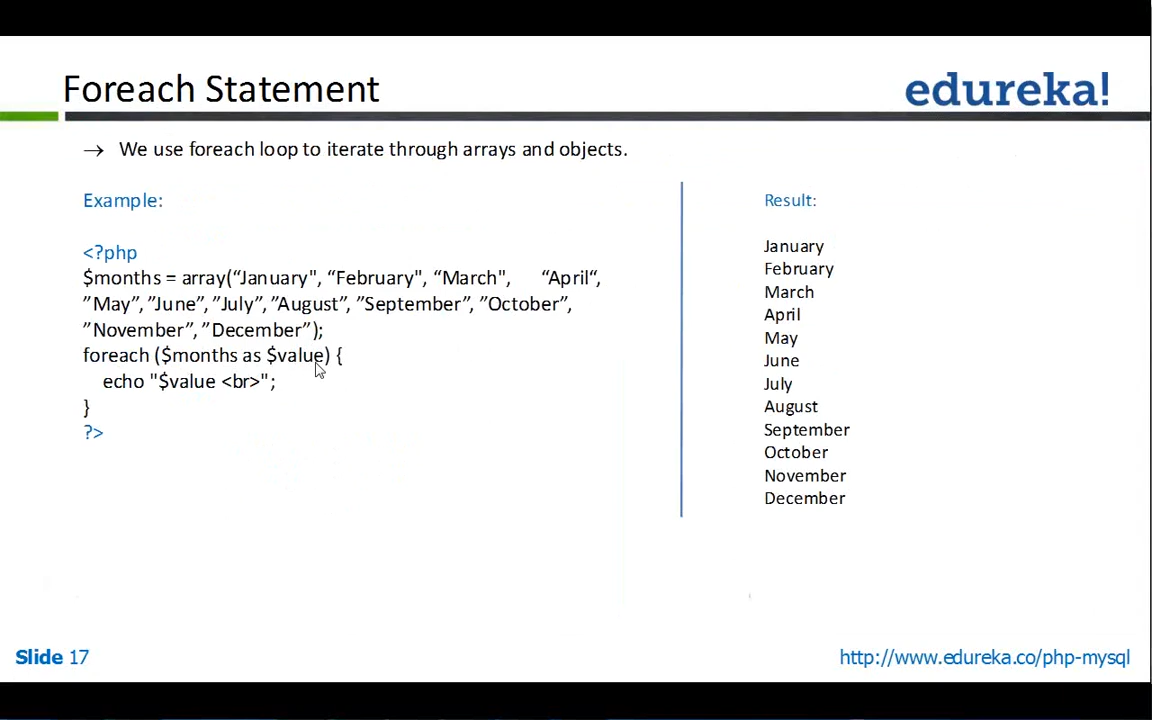 Foreach Statement
edureka!
→ We use foreach loop to iterate through arrays and objects.
Example:
<?php
$months = array(“January", “February", “March", “April“,
”May”, ”June”, ”July”, ”August”, ”September”, ”October”,
”November”, ”December”);
foreach ($months as $value) {
echo "$value <br>";
}
?>
Result:
January
February
March
April
May
June
July
August
September
October
November
December
Slide 17
http://www.edureka.co/php-mysql